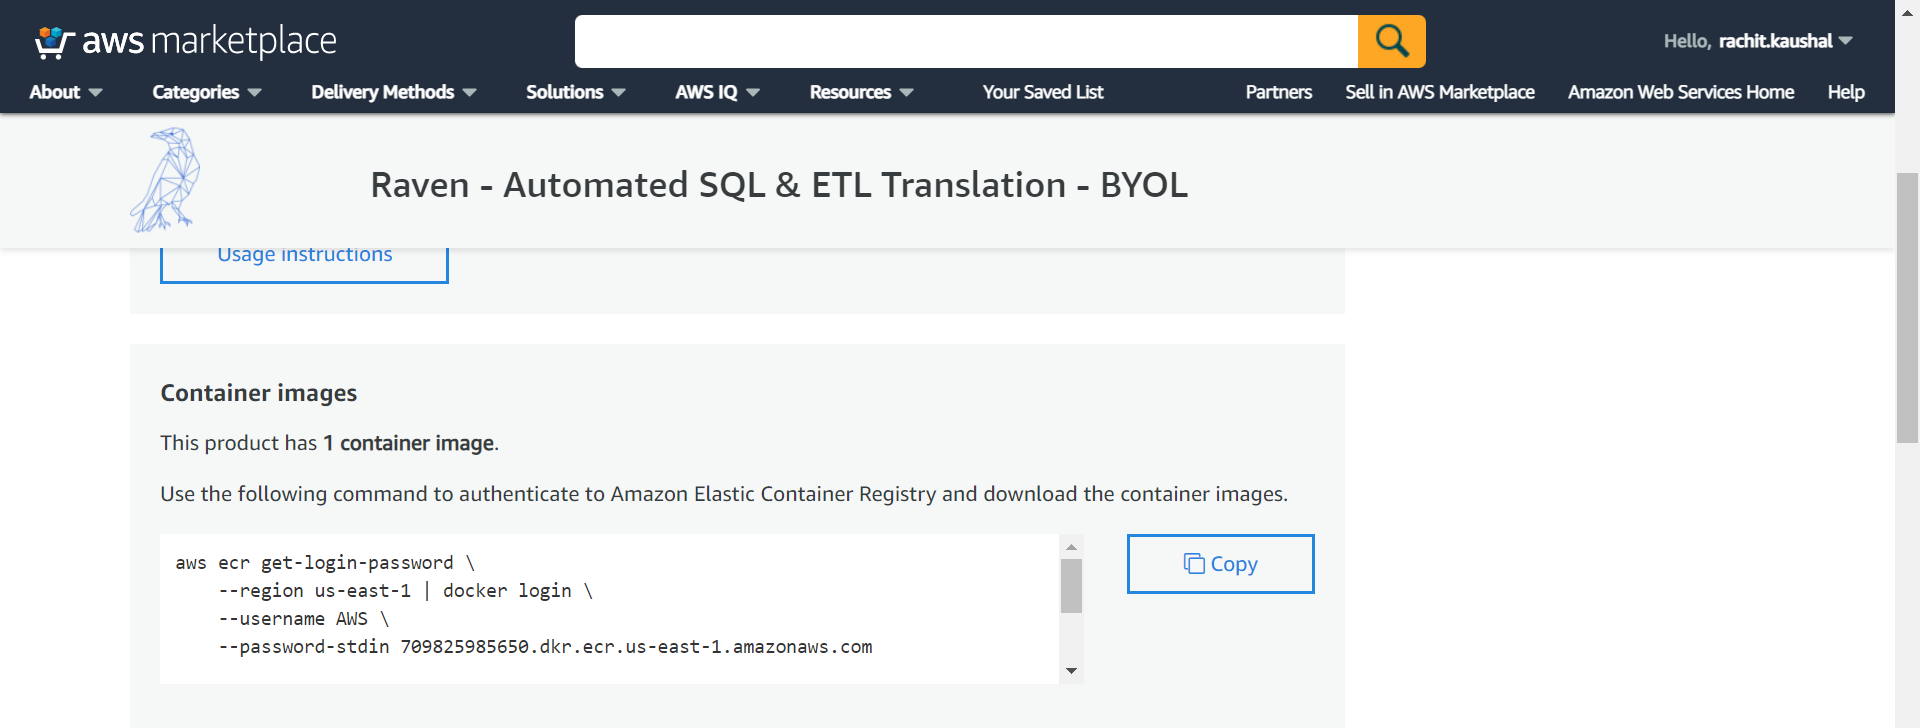 aws marketplace
Hello, rachit.kaushal
About Categories Delivery Methods Solutions AWS IQ Resources Your Saved List Partners Sell in AWS Marketplace Amazon Web Services Home Help
Raven - Automated SQL & ETL Translation - BYOL
Usage instructions
Container images
This product has 1 container image.
Use the following command to authenticate to Amazon Elastic Container Registry and download the container images.
aws ecr get-login-password \
    --region us-east-1 | docker login \
    --username AWS \
    --password-stdin 709825985650.dkr.ecr.us-east-1.amazonaws.com
Copy